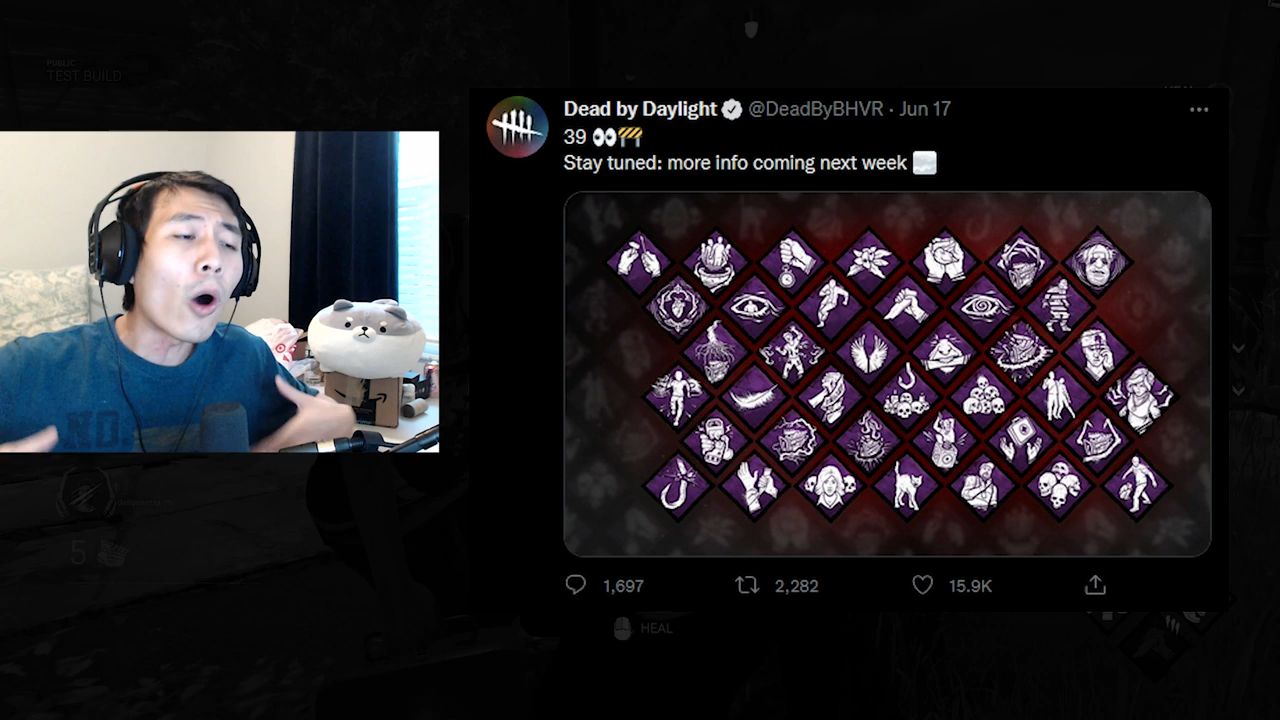 PUBLIC
TEST BUILD
Dead by Daylight @DeadByBHVR · Jun 17
39 👀🚧
Stay tuned: more info coming next week
1,697
2,282
15.9K
5
HEAL